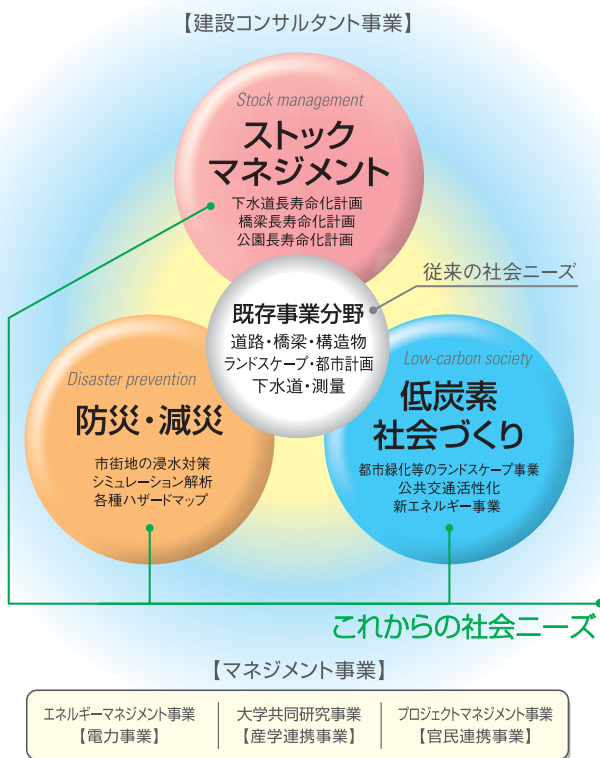 【建設コンサルタント事業】
Stock management
ストック
マネジメント
下水道長寿命化計画
橋梁長寿命化計画
公園長寿命化計画
従来の社会ニーズ
既存事業分野
道路・橋梁・構造物
ランドスケープ・都市計画
下水道・測量
Disaster prevention
防災・減災
市街地の浸水対策
シミュレーション解析
各種ハザードマップ
Low-carbon society
低炭素
社会づくり
都市緑化等のランドスケープ事業
公共交通活性化
新エネルギー事業
これからの社会ニーズ
【マネジメント事業】
エネルギーマネジメント事業
【電力事業】
大学共同研究事業
【産学連携事業】
プロジェクトマネジメント事業
【官民連携事業】